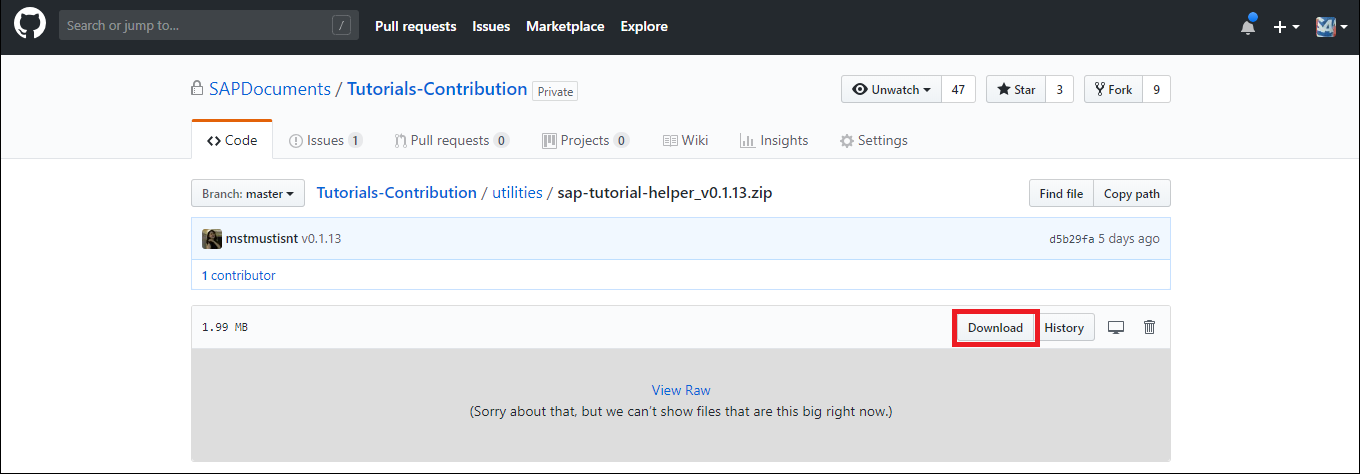 Search or jump to... / Pull requests Issues Marketplace Explore
SAPDocuments / Tutorials-Contribution Private Unwatch 47 Star 3 Fork 9
Code Issues 1 Pull requests 0 Projects 0 Wiki Insights Settings
Branch: master Tutorials-Contribution / utilities / sap-tutorial-helper_v0.1.13.zip Find file Copy path
mstmustisnt v0.1.13 d5b29fa 5 days ago
1 contributor
1.99 MB Download History
View Raw
(Sorry about that, but we can't show files that are this big right now.)